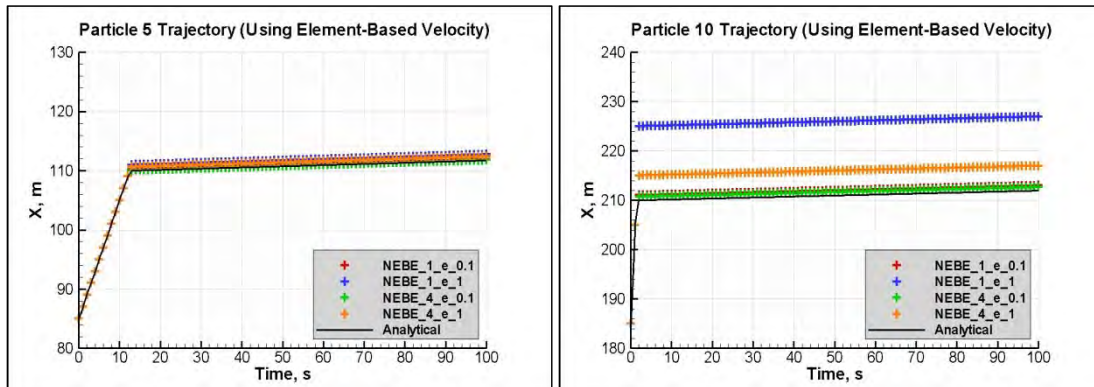 Particle 5 Trajectory (Using Element-Based Velocity)
130
120
110
100
90
80
X, m
0 10 20 30 40 50 60 70 80 90 100
Time, s
NEBE_1_e_0.1
NEBE_1_e_1
NEBE_4_e_0.1
NEBE_4_e_1
Analytical
Particle 10 Trajectory (Using Element-Based Velocity)
240
230
220
210
200
190
180
X, m
0 10 20 30 40 50 60 70 80 90 100
Time, s
NEBE_1_e_0.1
NEBE_1_e_1
NEBE_4_e_0.1
NEBE_4_e_1
Analytical